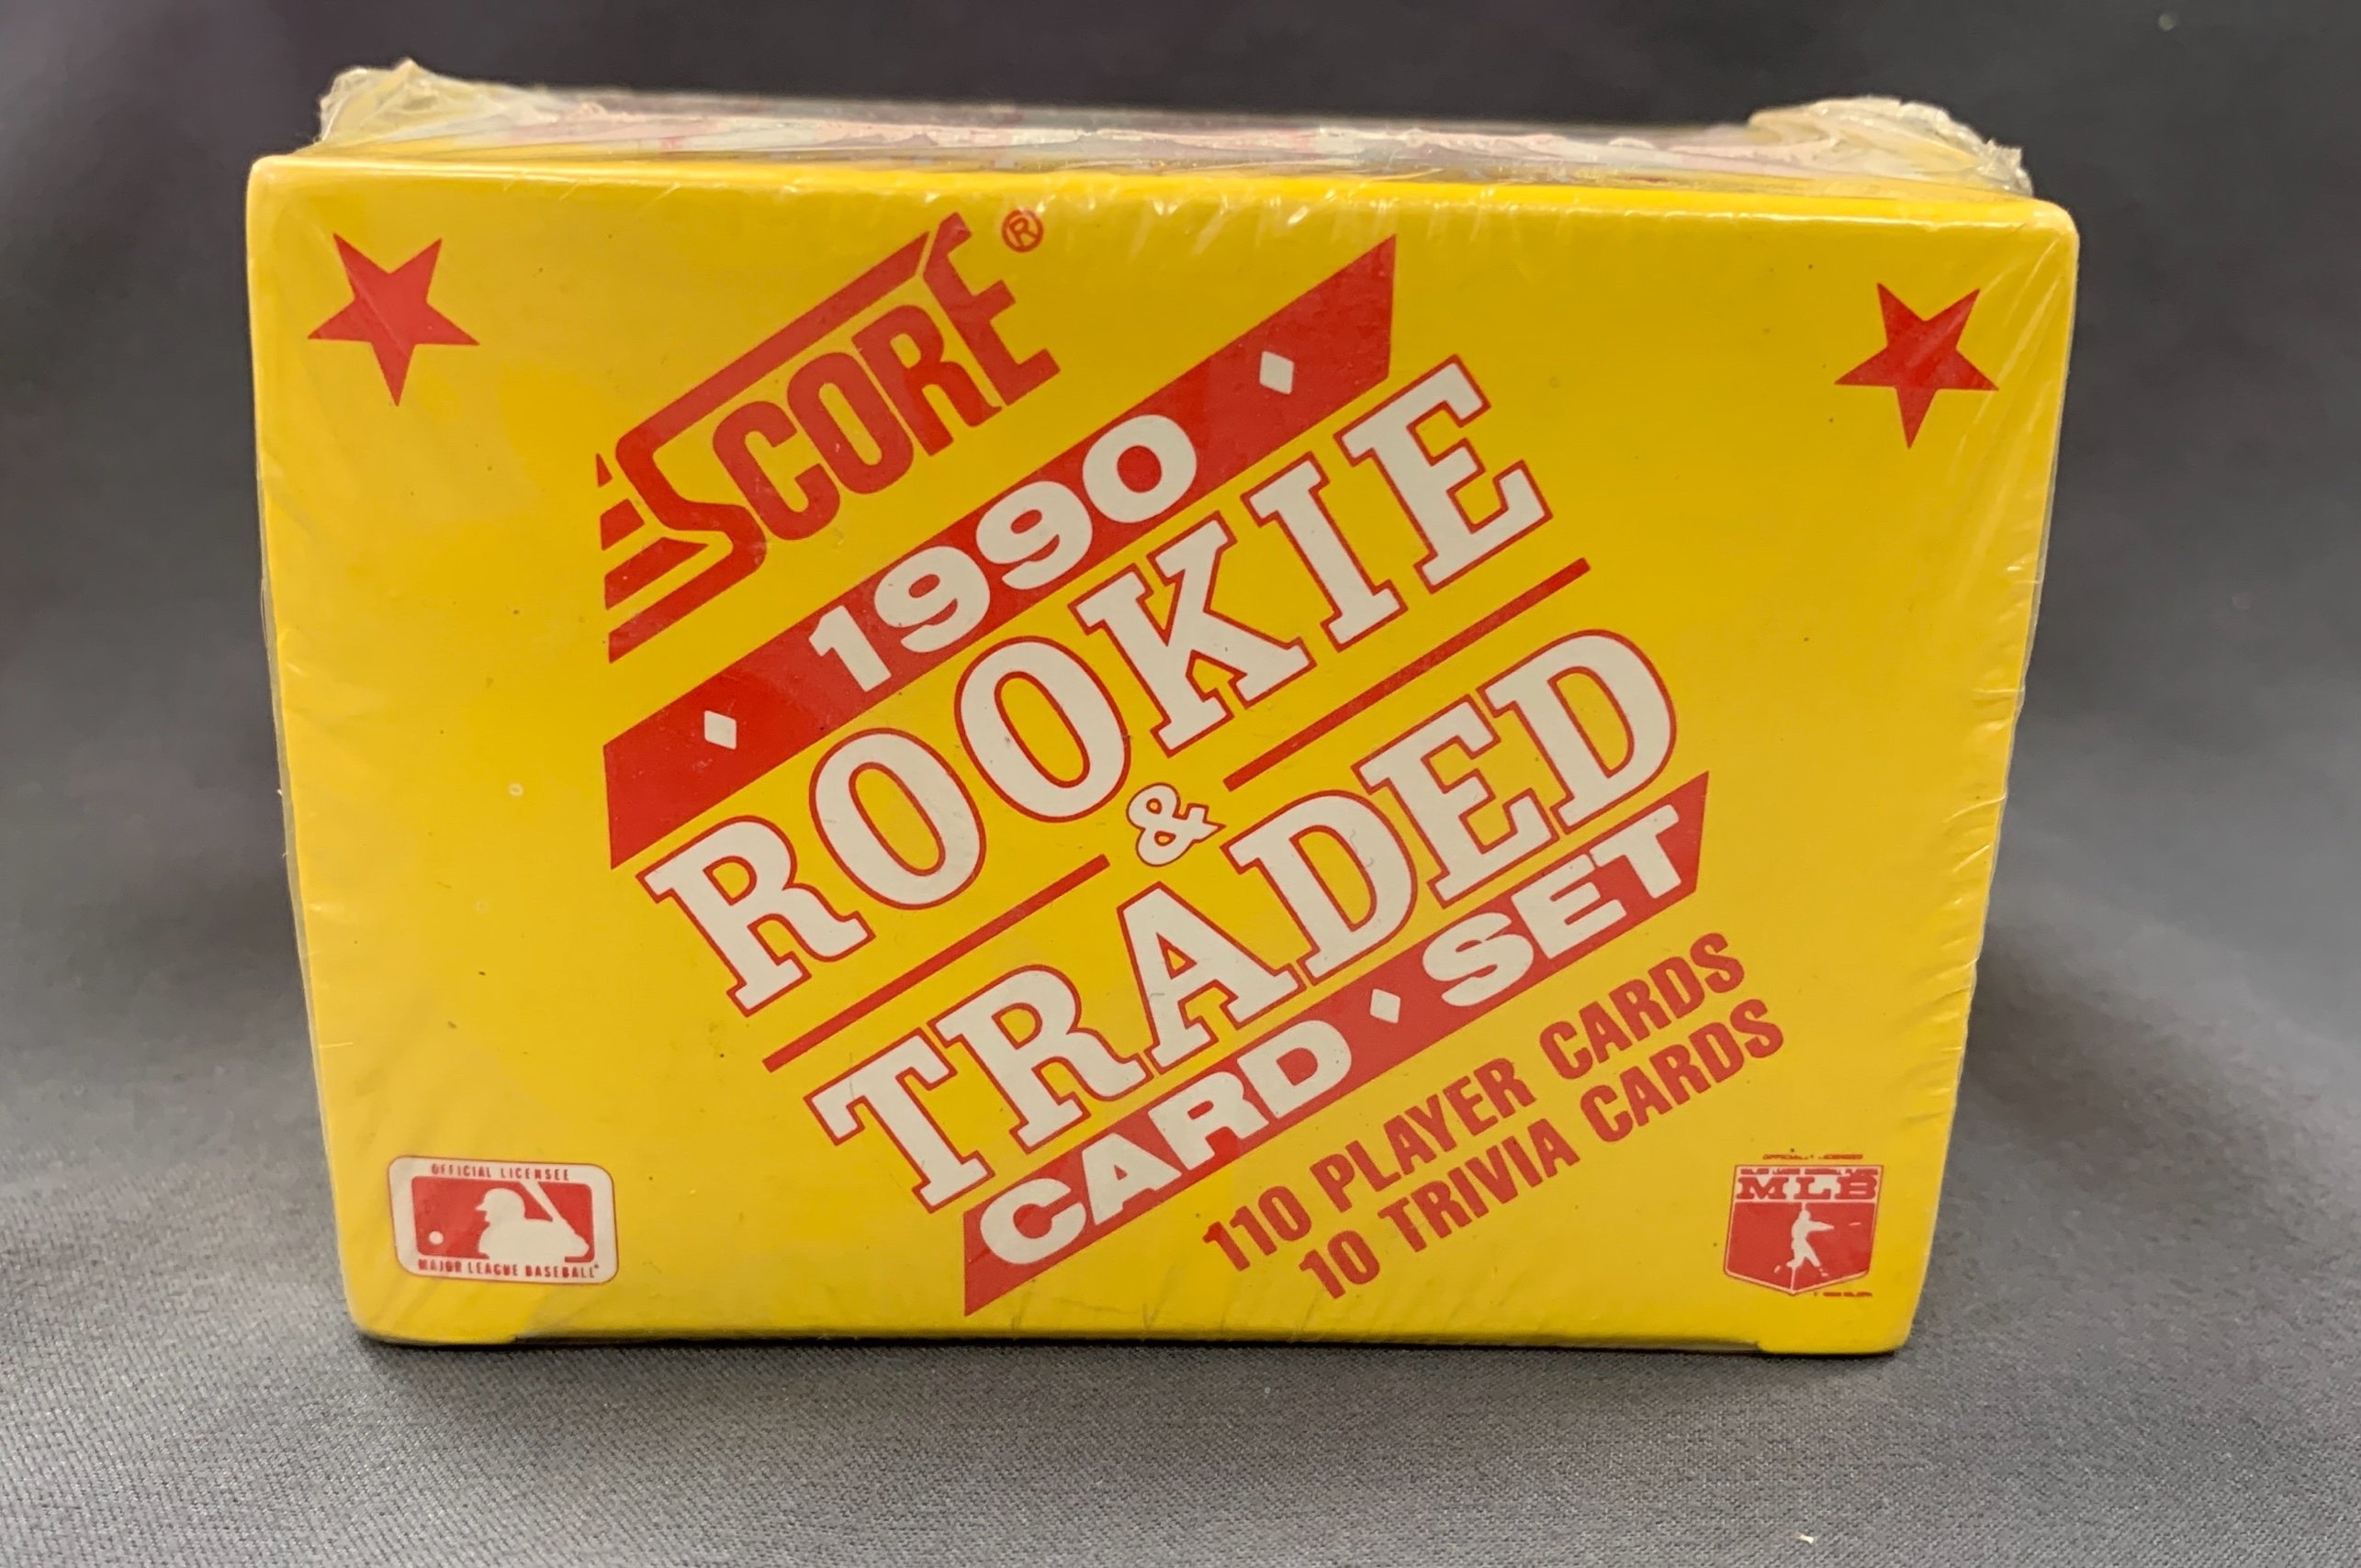 SCORE®
1990
ROOKIE
&
TRADED
CARD SET
110 PLAYER CARDS
10 TRIVIA CARDS
OFFICIAL LICENSEE
MAJOR LEAGUE BASEBALL
MLB